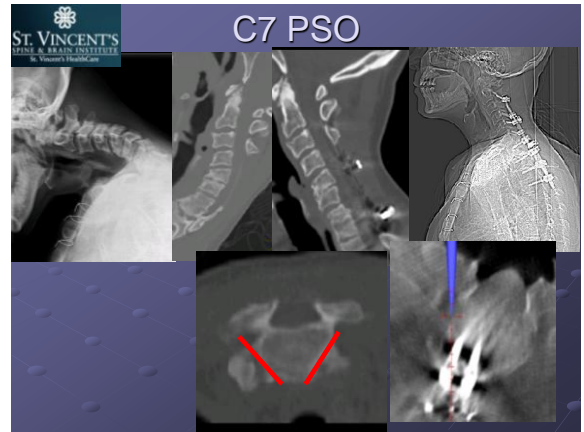 C7 PSO
ST. VINCENT'S
SPINE & BRAIN INSTITUTE
St. Vincent's HealthCare